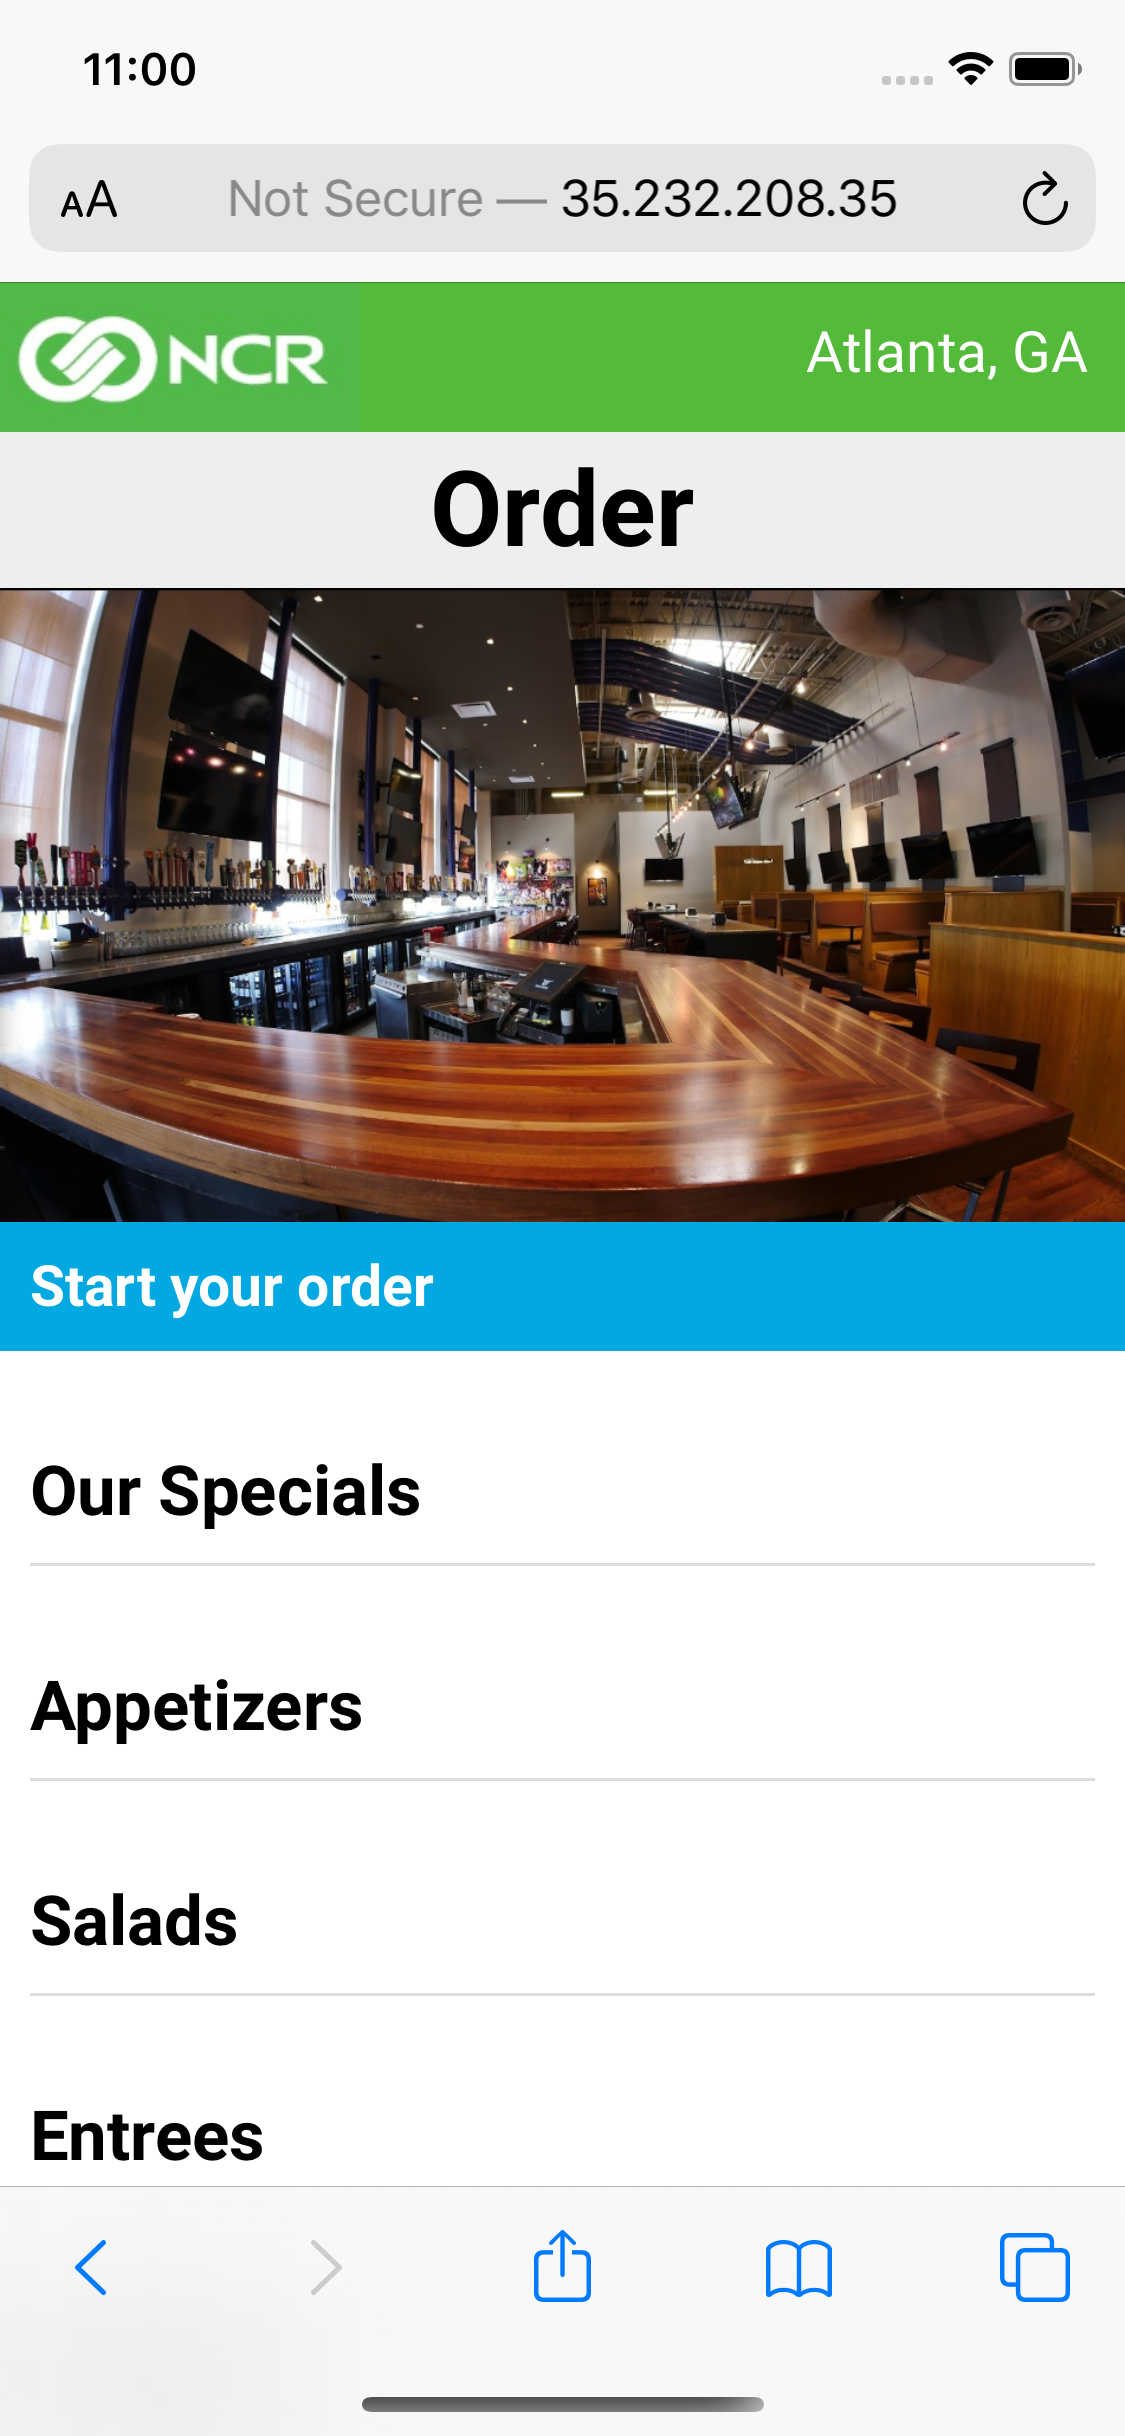 11:00
AA Not Secure — 35.232.208.35
NCR Atlanta, GA
Order
Start your order
Our Specials
Appetizers
Salads
Entrees